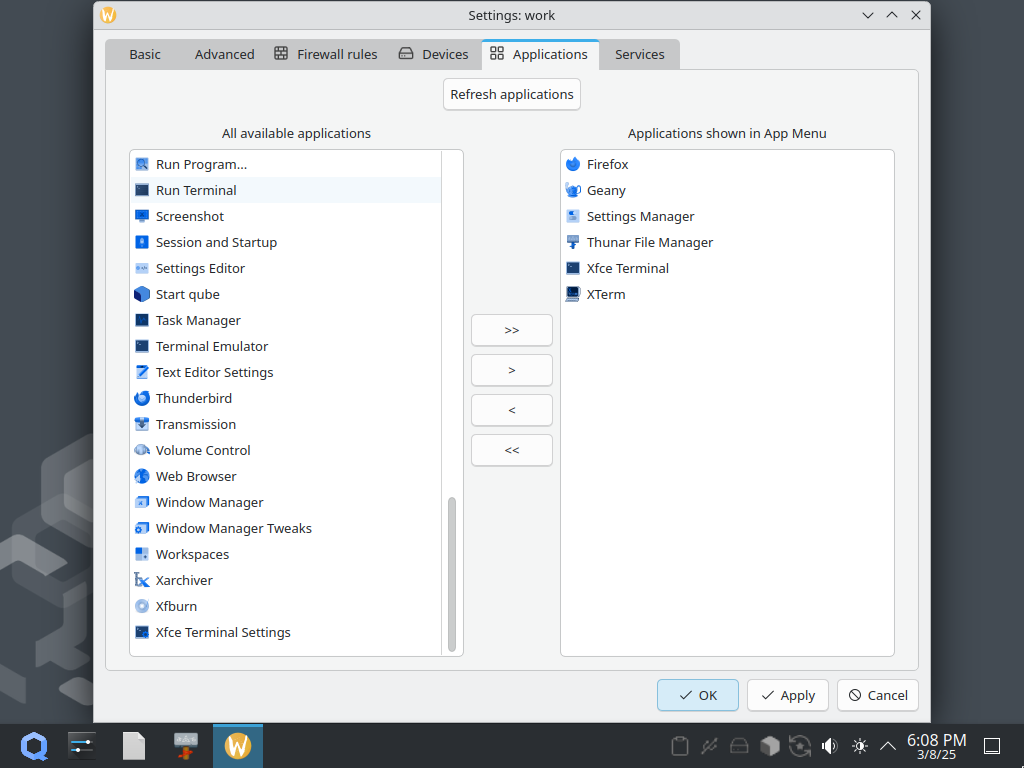 Settings: work
Basic
Advanced
Firewall rules
Devices
Applications
Services
Refresh applications
All available applications
Run Program...
Run Terminal
Screenshot
Session and Startup
Settings Editor
Start qube
Task Manager
Terminal Emulator
Text Editor Settings
Thunderbird
Transmission
Volume Control
Web Browser
Window Manager
Window Manager Tweaks
Workspaces
Xarchiver
Xfburn
Xfce Terminal Settings
>>
>
<
<<
Applications shown in App Menu
Firefox
Geany
Settings Manager
Thunar File Manager
Xfce Terminal
XTerm
OK
Apply
Cancel
6:08 PM
3/8/25